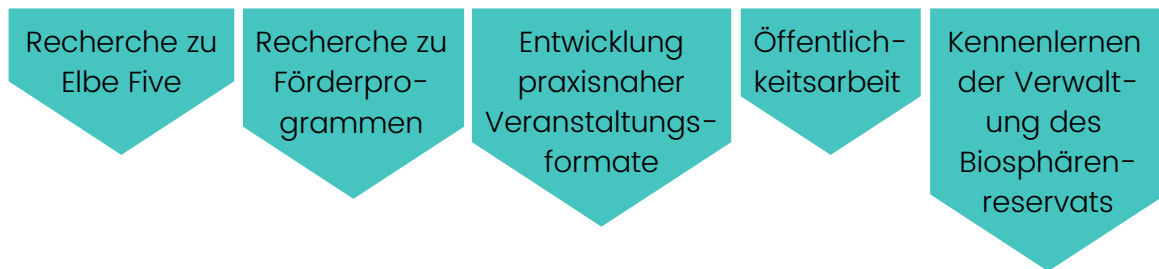 Recherche zu
Elbe Five
Recherche zu
Förderpro-
grammen
Entwicklung
praxisnaher
Veranstaltungs-
formate
Öffentlich-
keitsarbeit
Kennenlernen
der Verwalt-
ung des
Biosphären-
reservats